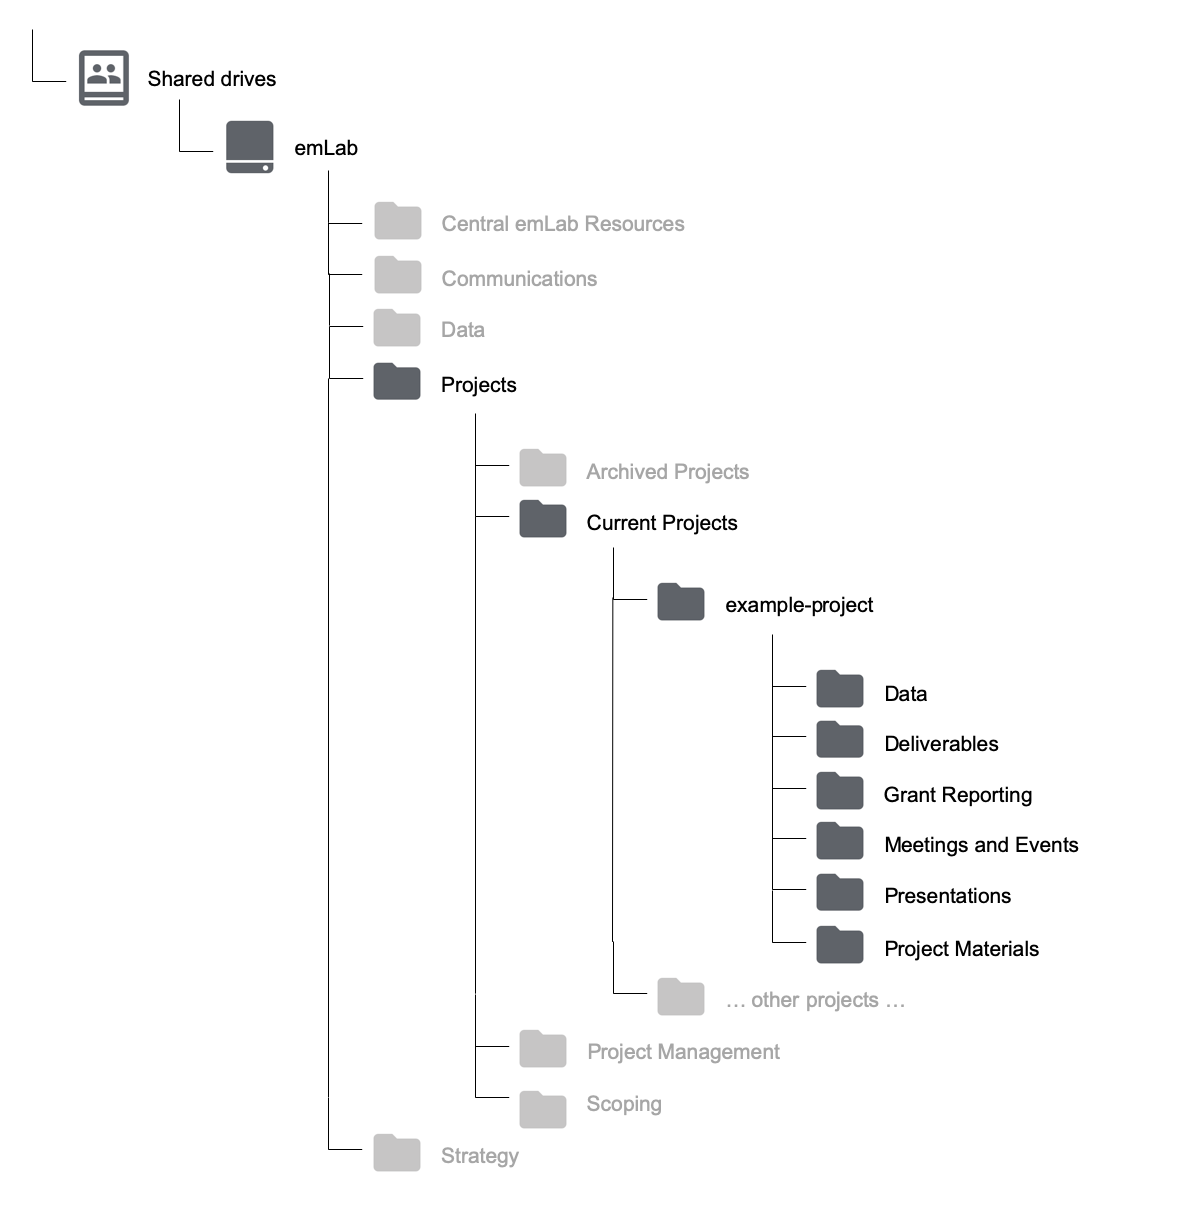 Shared drives
emLab
Central emLab Resources
Communications
Data
Projects
Archived Projects
Current Projects
example-project
Data
Deliverables
Grant Reporting
Meetings and Events
Presentations
Project Materials
… other projects …
Project Management
Scoping
Strategy